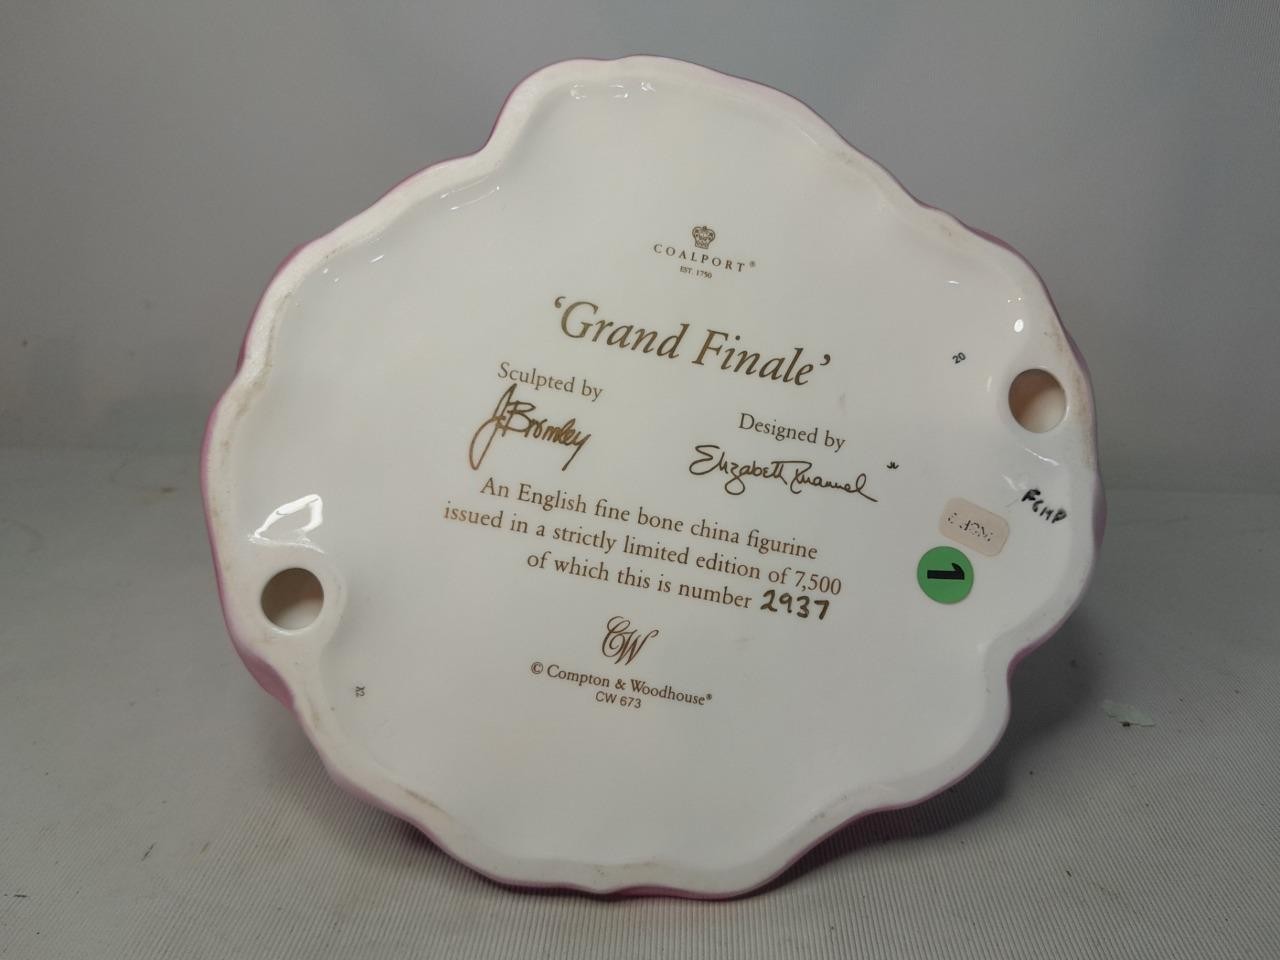 COALPORT®
EST. 1750
‘Grand Finale’
Sculpted by
J. Bromley
Designed by
Elizabeth Emanuel
An English fine bone china figurine
issued in a strictly limited edition of 7,500
of which this is number 2937
CW
© Compton & Woodhouse®
CW 673
20
1